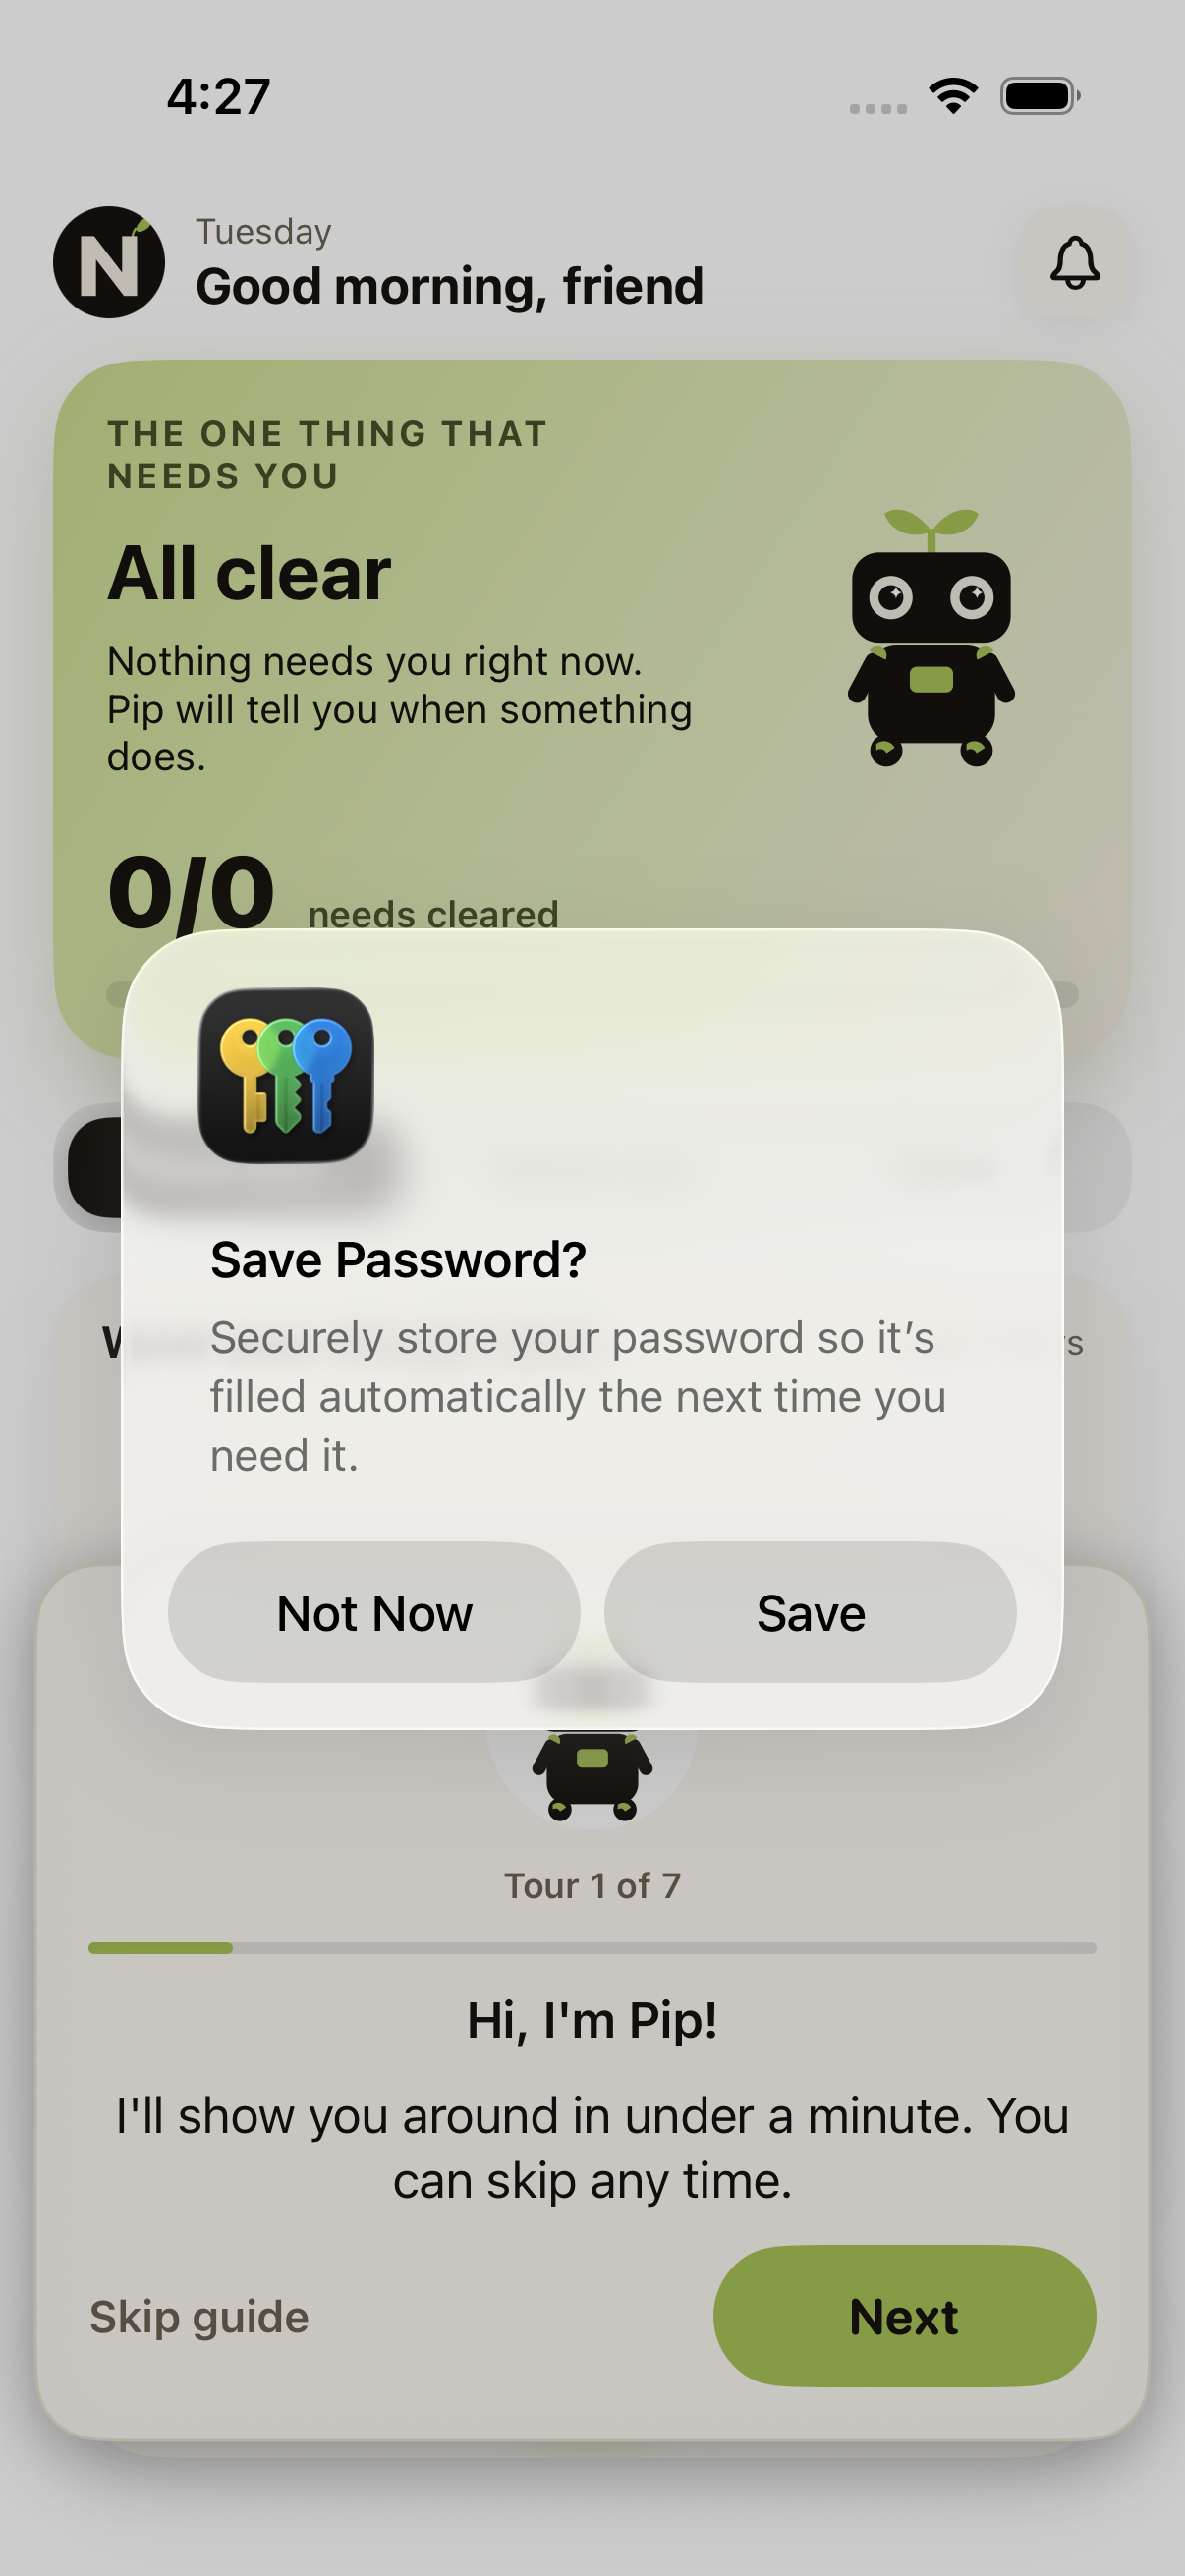 4:27
N
Tuesday
Good morning, friend
THE ONE THING THAT
NEEDS YOU
All clear
Nothing needs you right now.
Pip will tell you when something
does.
0/0 needs cleared
Save Password?
Securely store your password so it’s
filled automatically the next time you
need it.
Not Now Save
Tour 1 of 7
Hi, I'm Pip!
I'll show you around in under a minute. You
can skip any time.
Skip guide Next